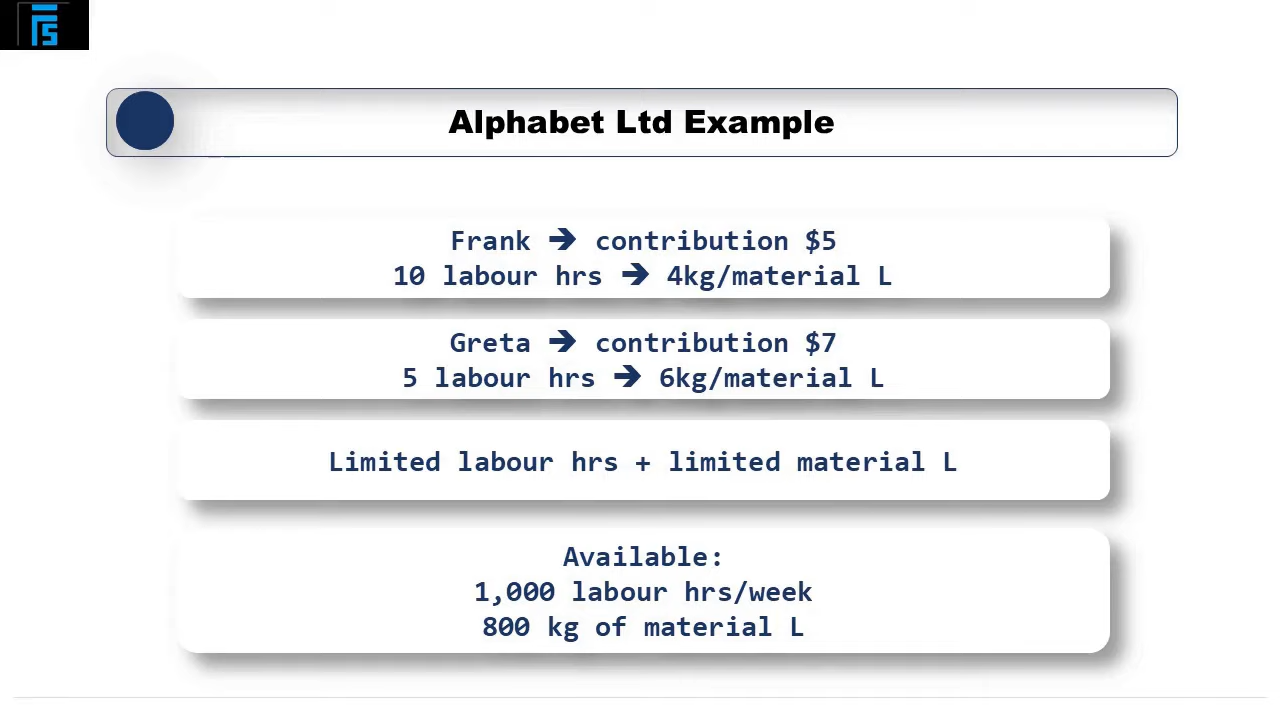 Alphabet Ltd Example
Frank ➔ contribution $5
10 labour hrs ➔ 4kg/material L
Greta ➔ contribution $7
5 labour hrs ➔ 6kg/material L
Limited labour hrs + limited material L
Available:
1,000 labour hrs/week
800 kg of material L